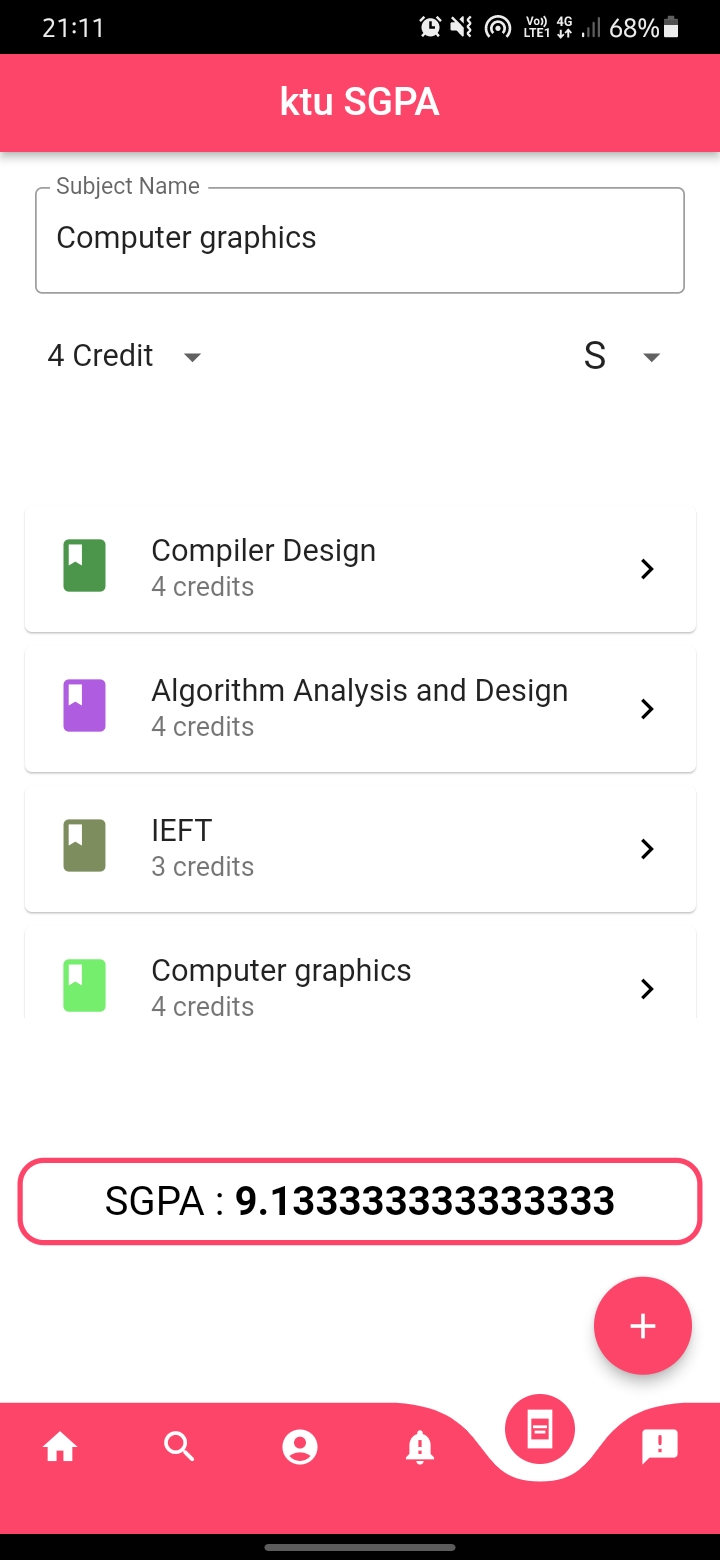 21:11
Vo)) LTE1 4G 68%
ktu SGPA
Subject Name
Computer graphics
4 Credit S
Compiler Design
4 credits
Algorithm Analysis and Design
4 credits
IEFT
3 credits
Computer graphics
4 credits
SGPA : 9.133333333333333